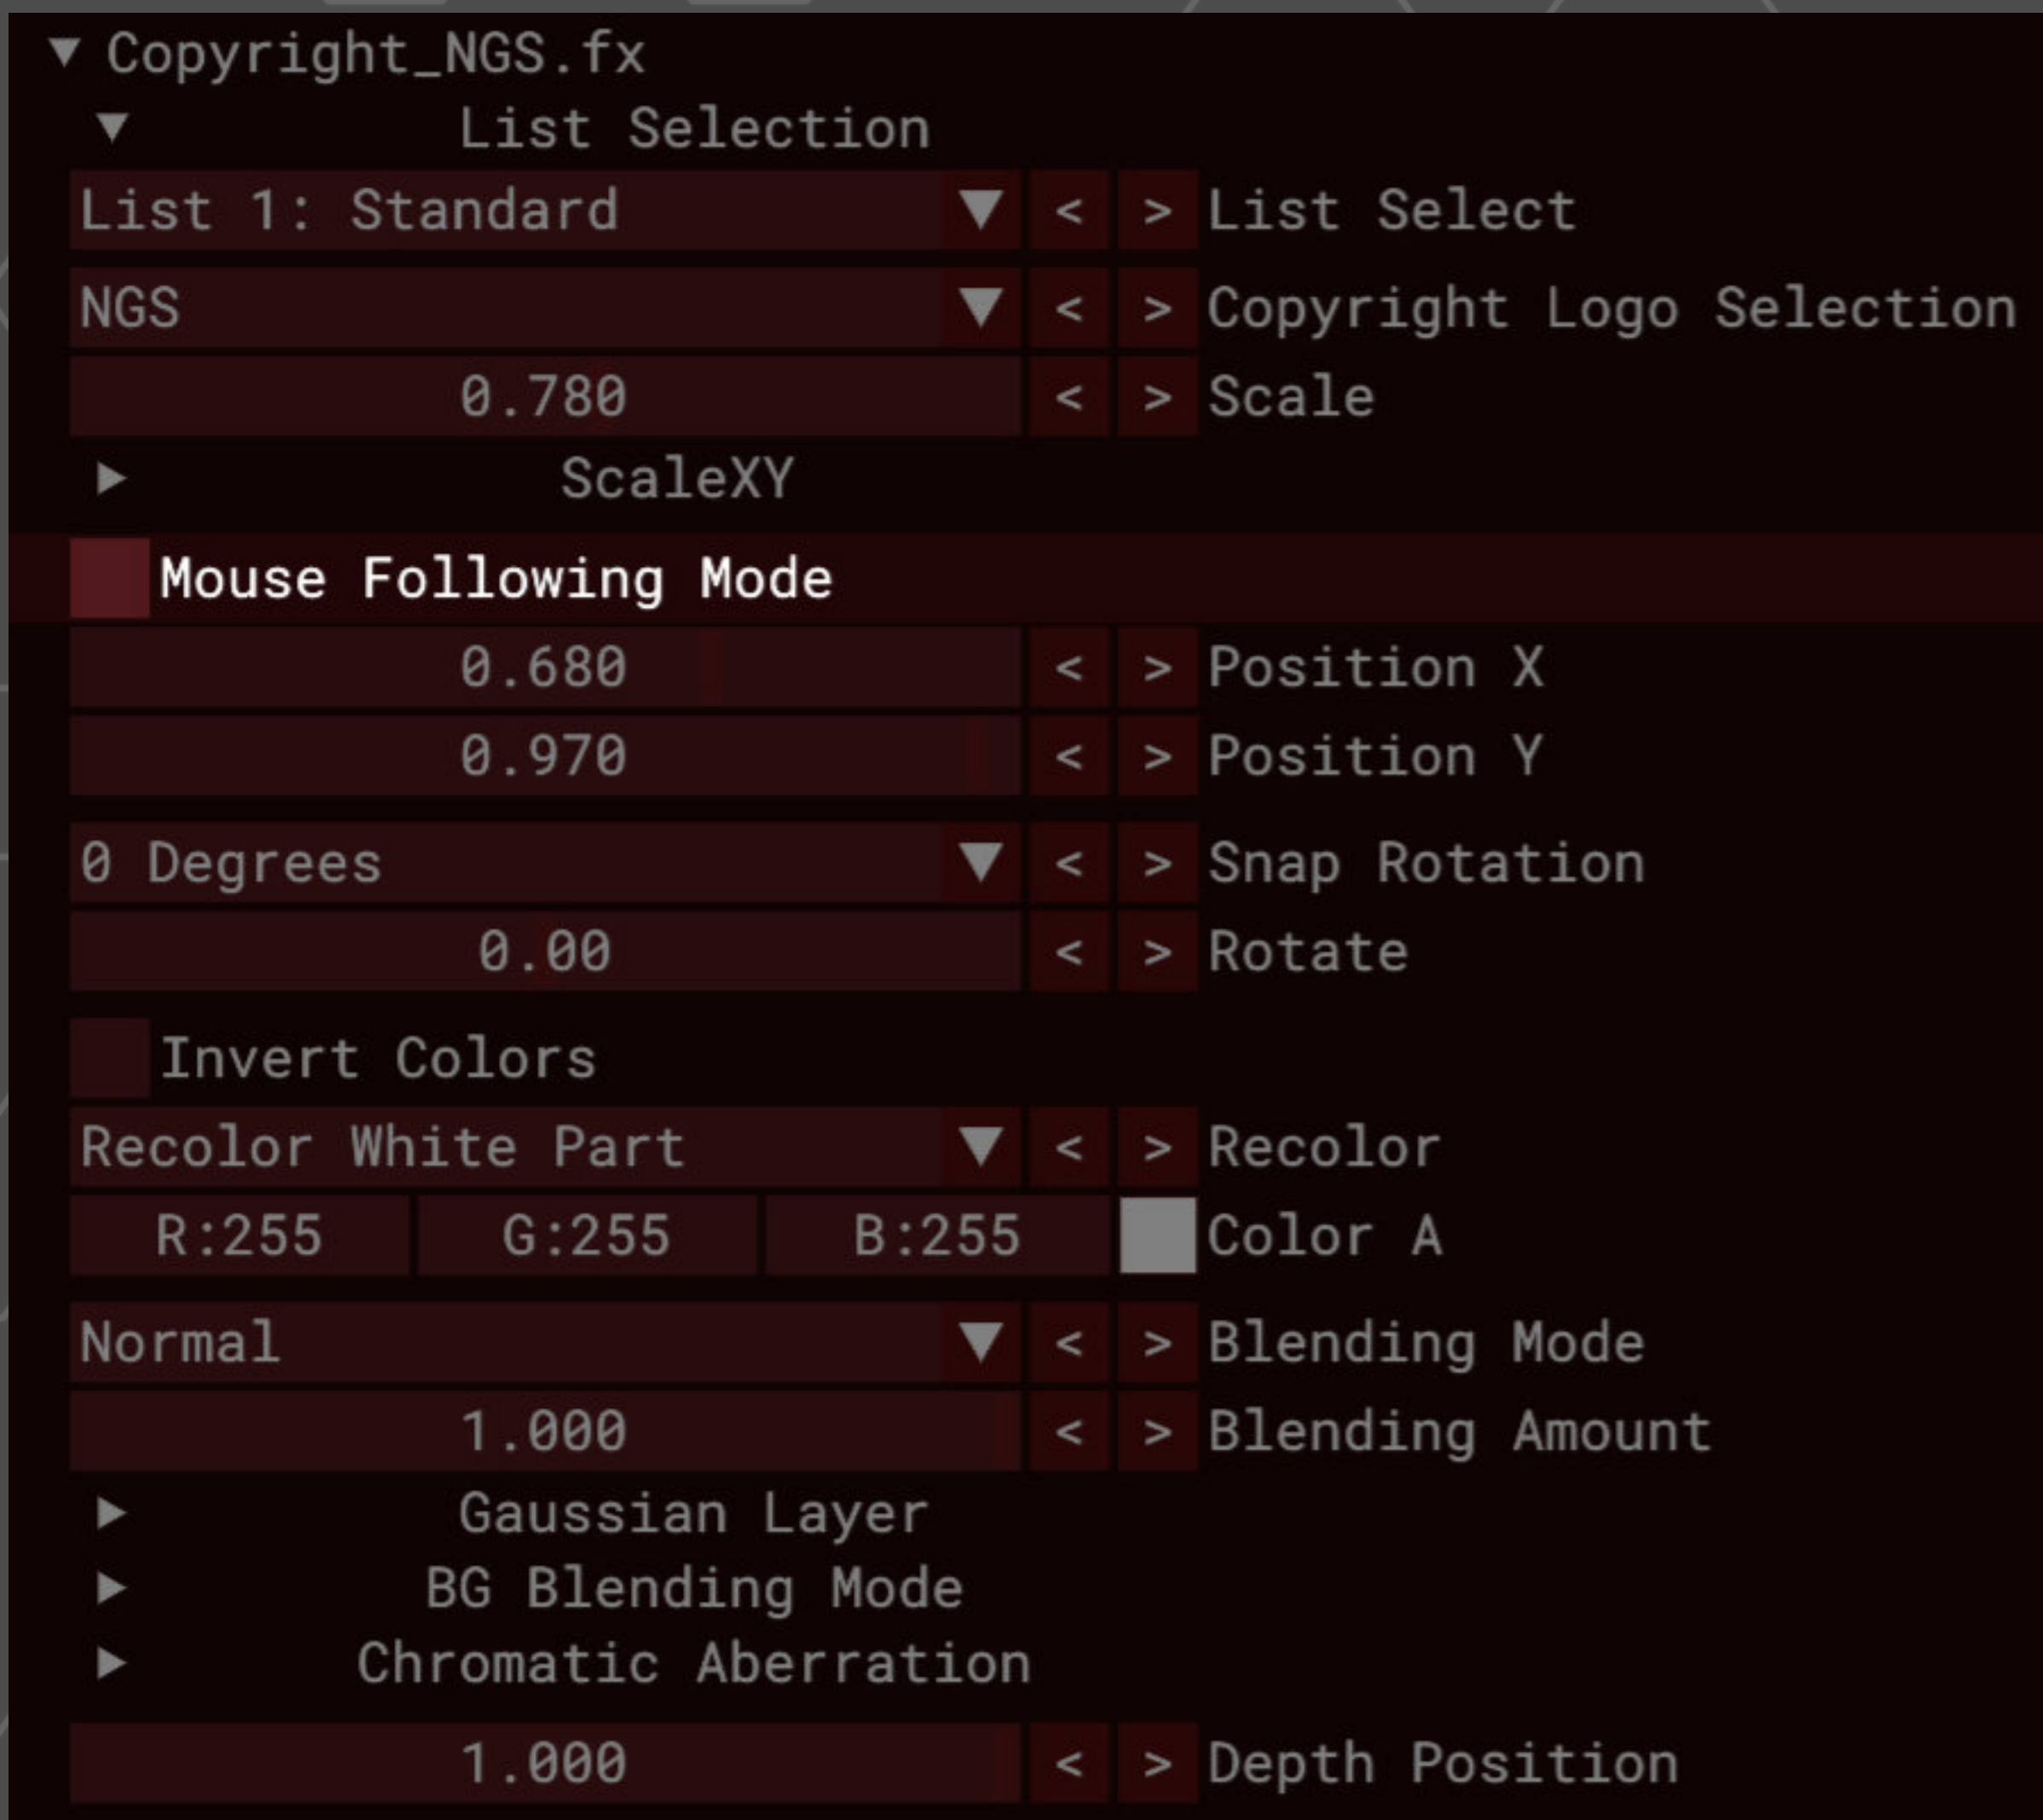 Copyright_NGS.fx
List Selection
List 1: Standard < > List Select
NGS < > Copyright Logo Selection
0.780 < > Scale
ScaleXY
Mouse Following Mode
0.680 < > Position X
0.970 < > Position Y
0 Degrees < > Snap Rotation
0.00 < > Rotate
Invert Colors
Recolor White Part < > Recolor
R:255 G:255 B:255 Color A
Normal < > Blending Mode
1.000 < > Blending Amount
Gaussian Layer
BG Blending Mode
Chromatic Aberration
1.000 < > Depth Position